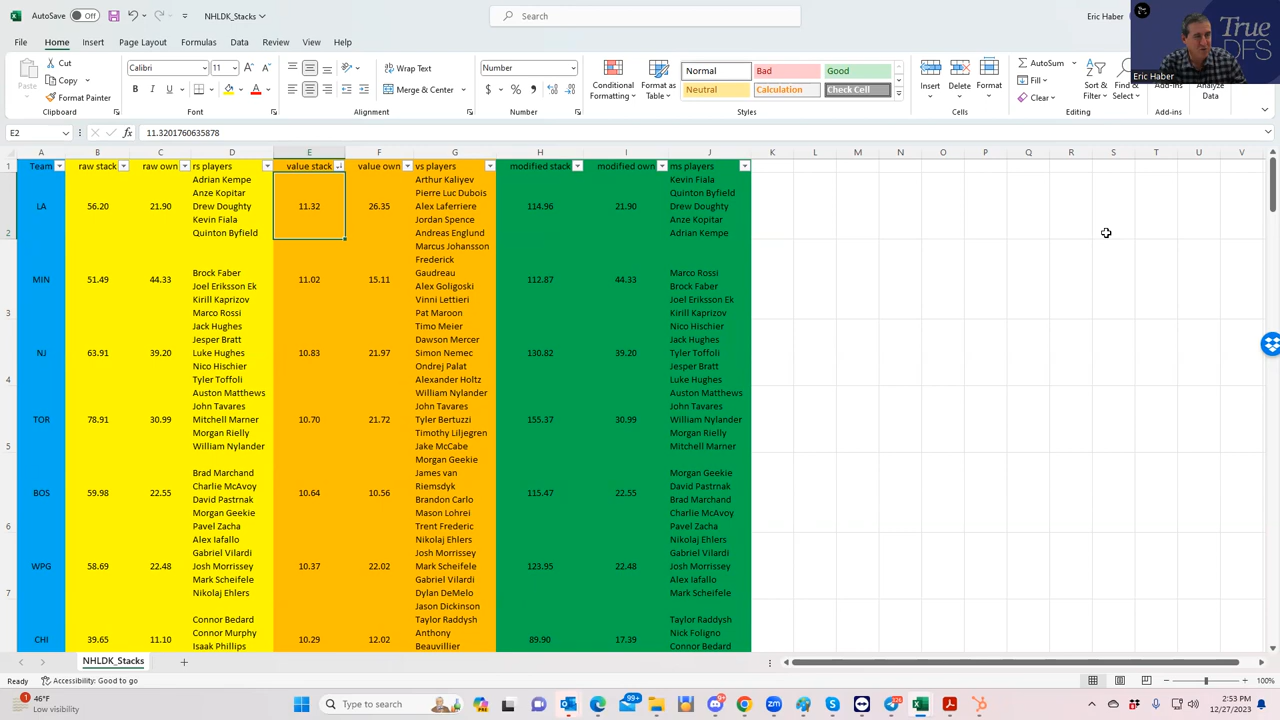 AutoSave Off NHLDK_Stacks Search Eric Haber
File Home Insert Page Layout Formulas Data Review View Help
Paste Cut Copy Format Painter Clipboard
Calibri 11 B I U A Font
Wrap Text Merge & Center Alignment
Number $ % Number
Conditional Formatting Format as Table Normal Bad Good Neutral Calculation Check Cell Styles
Insert Delete Format Cells
AutoSum Fill Clear Sort & Filter Find & Select Editing
Add-ins Add-ins Analyze Data
True
DFS
Eric Haber
E2 fx 11.3201760635878
A B C D E F G H I J K L M N O P Q R S T U V
Team raw stack raw own rs players value stack value own vs players modified stack modified own ms players
Adrian Kempe Arthur Kaliyev Kevin Fiala
Anze Kopitar Pierre Luc Dubois Quinton Byfield
LA 56.20 21.90 Drew Doughty 11.32 26.35 Alex Laferriere 114.96 21.90 Drew Doughty
Kevin Fiala Jordan Spence Anze Kopitar
2 Quinton Byfield Andreas Englund Adrian Kempe
Marcus Johansson
Frederick
Brock Faber Gaudreau Marco Rossi
MIN 51.49 44.33 Joel Eriksson Ek 11.02 15.11 Alex Goligoski 112.87 44.33 Brock Faber
Kirill Kaprizov Vinni Lettieri Joel Eriksson Ek
3 Marco Rossi Pat Maroon Kirill Kaprizov
Jack Hughes Timo Meier Nico Hischier
Jesper Bratt Dawson Mercer Jack Hughes
NJ 63.91 39.20 Luke Hughes 10.83 21.97 Simon Nemec 130.82 39.20 Tyler Toffoli
Nico Hischier Ondrej Palat Jesper Bratt
4 Tyler Toffoli Alexander Holtz Luke Hughes
Auston Matthews William Nylander Auston Matthews
John Tavares John Tavares John Tavares
TOR 78.91 30.99 Mitchell Marner 10.70 21.72 Tyler Bertuzzi 155.37 30.99 William Nylander
Morgan Rielly Timothy Liljegren Morgan Rielly
William Nylander Jake McCabe Mitchell Marner
Morgan Geekie
Brad Marchand James van Morgan Geekie
Charlie McAvoy Riemsdyk David Pastrnak
BOS 59.98 22.55 David Pastrnak 10.64 10.56 Brandon Carlo 115.47 22.55 Brad Marchand
Morgan Geekie Mason Lohrei Charlie McAvoy
6 Pavel Zacha Trent Frederic Pavel Zacha
Alex Iafallo Nikolaj Ehlers Nikolaj Ehlers
Gabriel Vilardi Josh Morrissey Gabriel Vilardi
WPG 58.69 22.48 Josh Morrissey 10.37 22.02 Mark Scheifele 123.95 22.48 Josh Morrissey
Mark Scheifele Gabriel Vilardi Alex Iafallo
7 Nikolaj Ehlers Dylan DeMelo Mark Scheifele
Jason Dickinson
Connor Bedard Taylor Raddysh Taylor Raddysh
Connor Murphy Anthony Nick Foligno
CHI 39.65 11.10 Isaak Phillips 10.29 12.02 Beauvillier 89.90 17.39 Connor Bedard
NHLDK_Stacks
Ready Accessibility: Good to go 100%
1 46°F
Low visibility
Type here to search 99+ 5:53 PM
12/27/2023